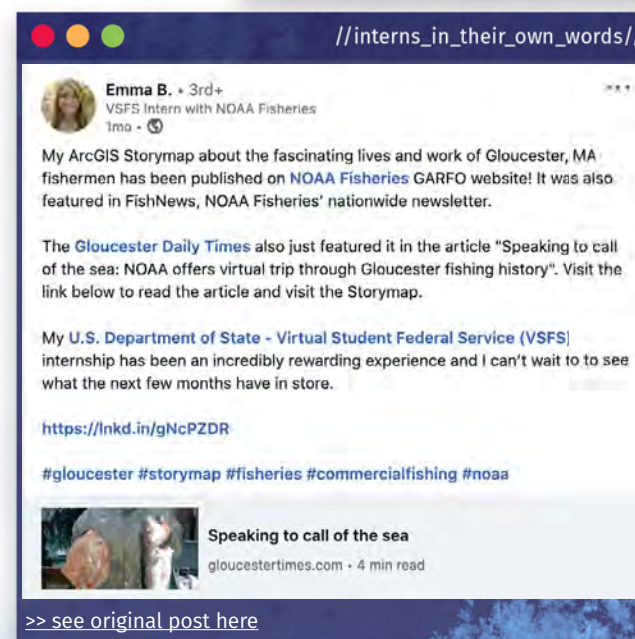 //interns_in_their_own_words/
Emma B. • 3rd+
VSFS Intern with NOAA Fisheries
1mo •
My ArcGIS Storymap about the fascinating lives and work of Gloucester, MA
fishermen has been published on NOAA Fisheries GARFO website! It was also
featured in FishNews, NOAA Fisheries' nationwide newsletter.
The Gloucester Daily Times also just featured it in the article "Speaking to call
of the sea: NOAA offers virtual trip through Gloucester fishing history". Visit the
link below to read the article and visit the Storymap.
My U.S. Department of State - Virtual Student Federal Service (VSFS)
internship has been an incredibly rewarding experience and I can't wait to to see
what the next few months have in store.
https://lnkd.in/gNcPZDR
#gloucester #storymap #fisheries #commercialfishing #noaa
Speaking to call of the sea
gloucestertimes.com • 4 min read
>> see original post here